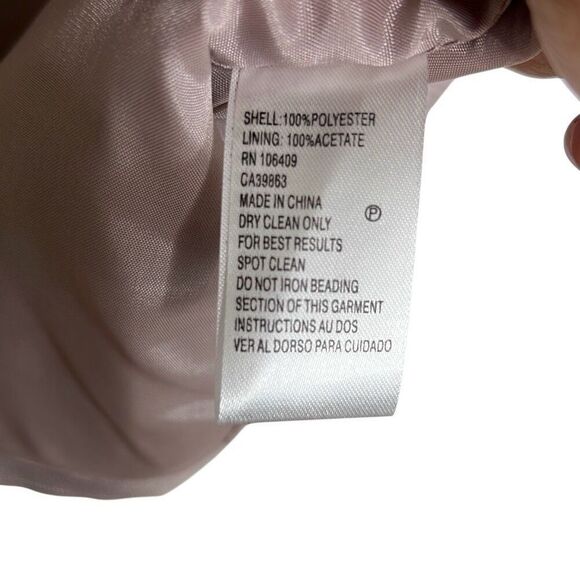 SHELL:100%POLYESTER
LINING: 100%ACETATE
RN 106409
CA39863
MADE IN CHINA
DRY CLEAN ONLY
P
FOR BEST RESULTS
SPOT CLEAN
DO NOT IRON BEADING
SECTION OF THIS GARMENT
INSTRUCTIONS AU DOS
VER AL DORSO PARA CUIDADO